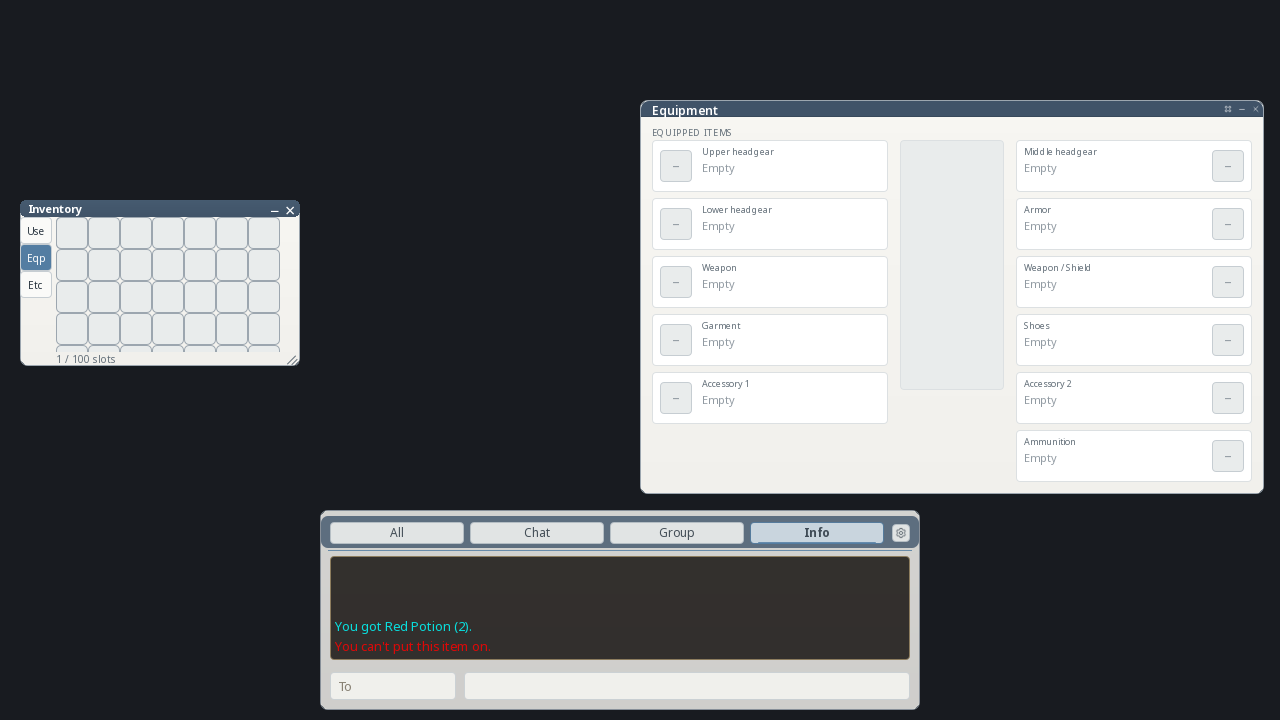 Equipment
EQUIPPED ITEMS
Upper headgear
Empty
Middle headgear
Empty
Lower headgear
Empty
Armor
Empty
Weapon
Empty
Weapon / Shield
Empty
Garment
Empty
Shoes
Empty
Accessory 1
Empty
Accessory 2
Empty
Ammunition
Empty
Inventory
Use
Eqp
Etc
1 / 100 slots
All Chat Group Info
You got Red Potion (2).
You can't put this item on.
To